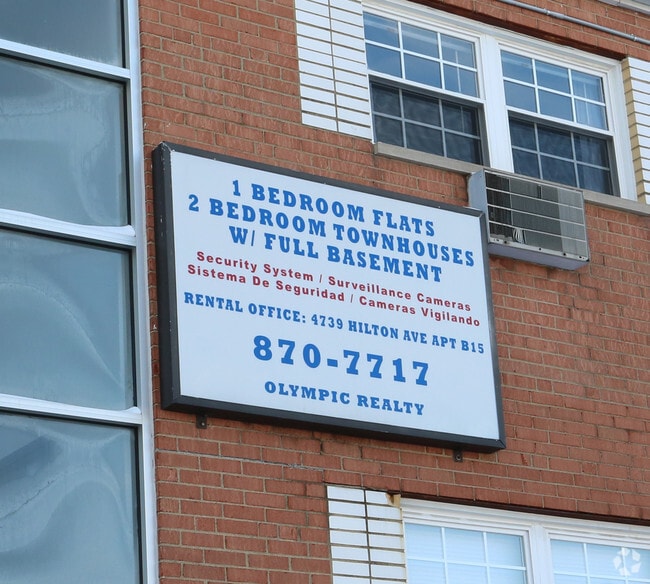 1 BEDROOM FLATS
2 BEDROOM TOWNHOUSES
W/ FULL BASEMENT
Security System / Surveillance Cameras
Sistema De Seguridad / Cameras Vigilando
RENTAL OFFICE: 4739 HILTON AVE APT B15
870-7717
OLYMPIC REALTY